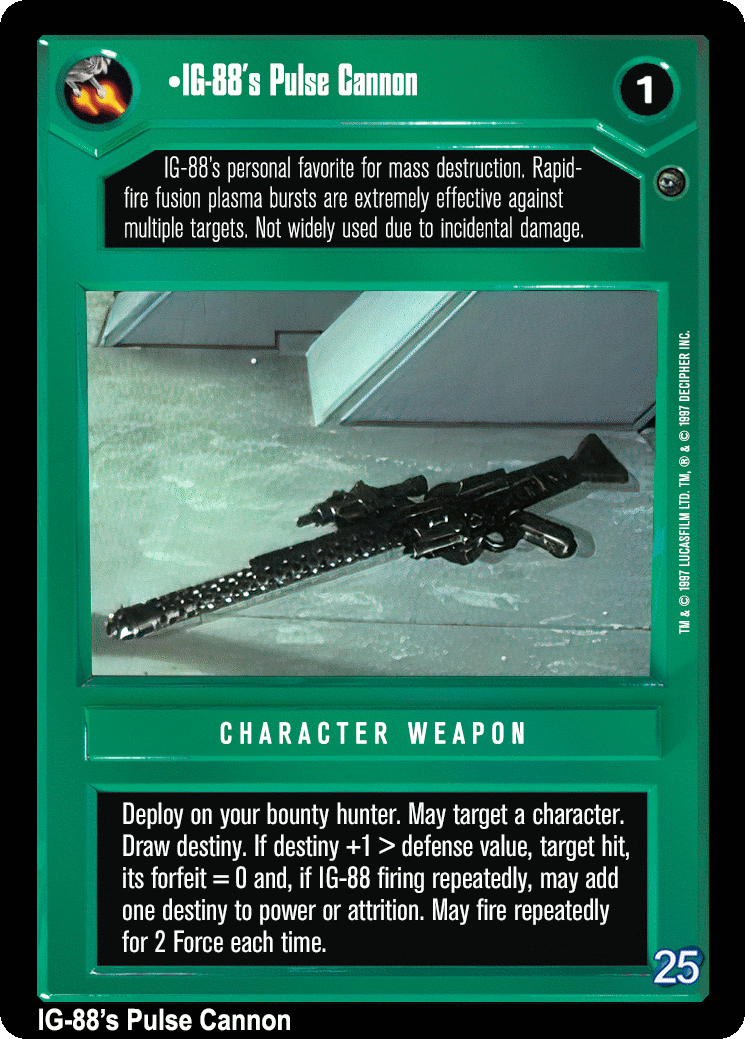 •IG-88's Pulse Cannon
1
IG-88's personal favorite for mass destruction. Rapid-
fire fusion plasma bursts are extremely effective against
multiple targets. Not widely used due to incidental damage.
TM & © 1997 LUCASFILM LTD. TM, ® & © 1997 DECIPHER INC.
CHARACTER WEAPON
Deploy on your bounty hunter. May target a character.
Draw destiny. If destiny +1 > defense value, target hit,
its forfeit = 0 and, if IG-88 firing repeatedly, may add
one destiny to power or attrition. May fire repeatedly
for 2 Force each time.
25
IG-88’s Pulse Cannon